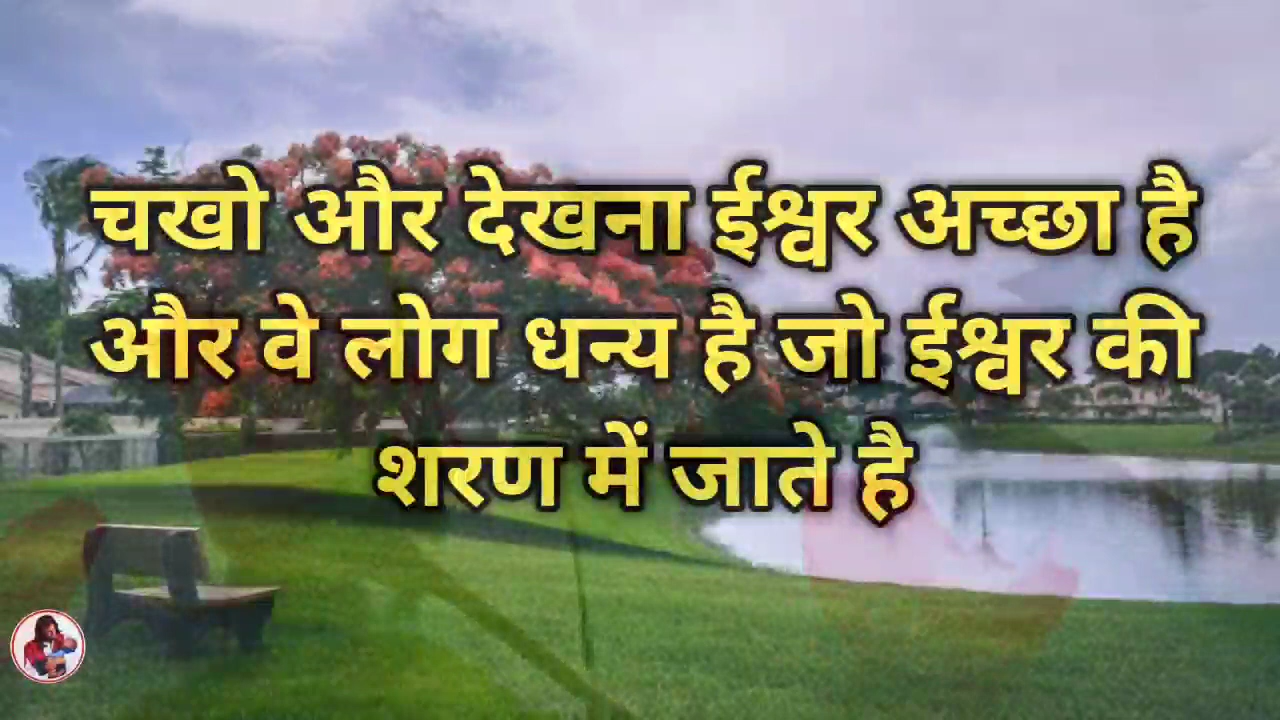 चखो और देखना ईश्वर अच्छा है
और वे लोग धन्य है जो ईश्वर की
शरण में जाते है